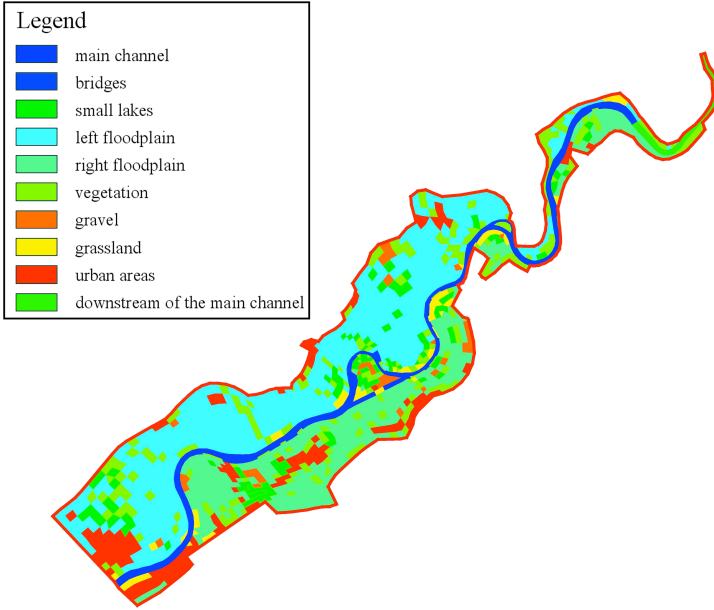 Legend
main channel
bridges
small lakes
left floodplain
right floodplain
vegetation
gravel
grassland
urban areas
downstream of the main channel